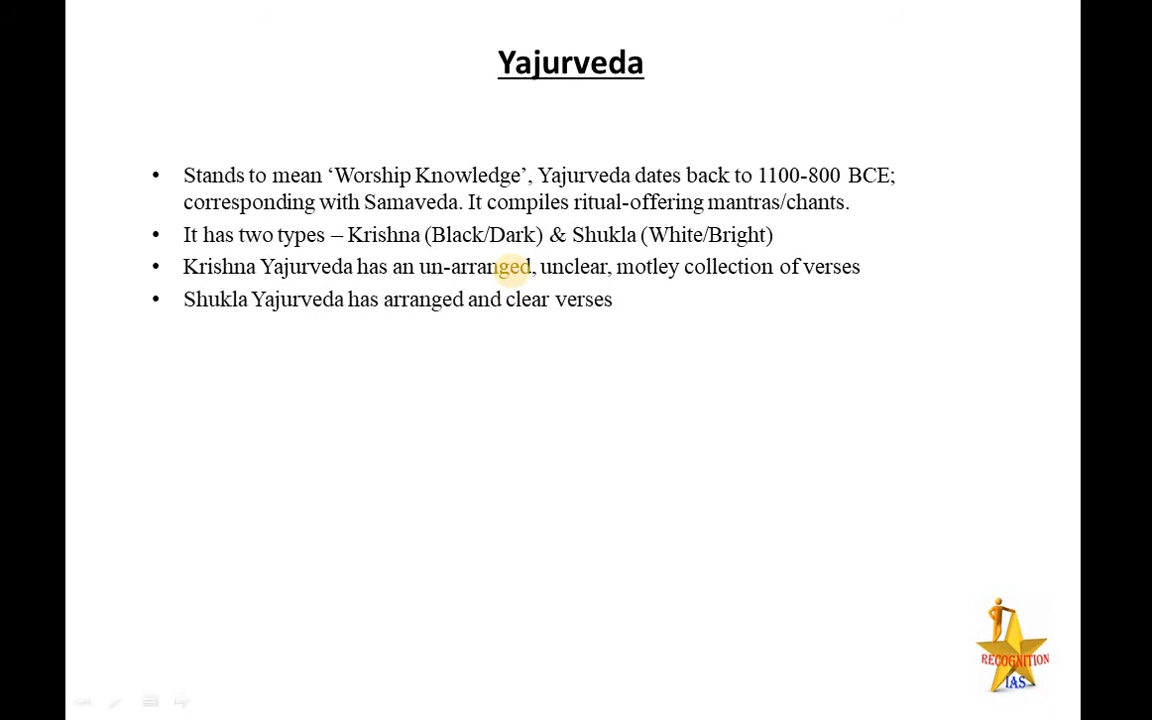 Yajurveda
• Stands to mean ‘Worship Knowledge’, Yajurveda dates back to 1100-800 BCE;
corresponding with Samaveda. It compiles ritual-offering mantras/chants.
• It has two types – Krishna (Black/Dark) & Shukla (White/Bright)
• Krishna Yajurveda has an un-arranged, unclear, motley collection of verses
• Shukla Yajurveda has arranged and clear verses
RECOGNITION
IAS